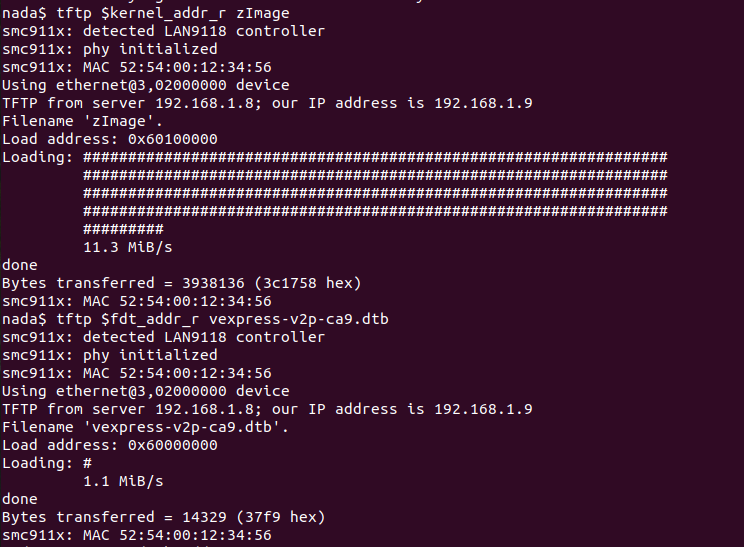 nada$ tftp $kernel_addr_r zImage
smc911x: detected LAN9118 controller
smc911x: phy initialized
smc911x: MAC 52:54:00:12:34:56
Using ethernet@3,02000000 device
TFTP from server 192.168.1.8; our IP address is 192.168.1.9
Filename 'zImage'.
Load address: 0x60100000
Loading: #################################################################
#################################################################
#################################################################
#################################################################
#########
11.3 MiB/s
done
Bytes transferred = 3938136 (3c1758 hex)
smc911x: MAC 52:54:00:12:34:56
nada$ tftp $fdt_addr_r vexpress-v2p-ca9.dtb
smc911x: detected LAN9118 controller
smc911x: phy initialized
smc911x: MAC 52:54:00:12:34:56
Using ethernet@3,02000000 device
TFTP from server 192.168.1.8; our IP address is 192.168.1.9
Filename 'vexpress-v2p-ca9.dtb'.
Load address: 0x60000000
Loading: #
1.1 MiB/s
done
Bytes transferred = 14329 (37f9 hex)
smc911x: MAC 52:54:00:12:34:56